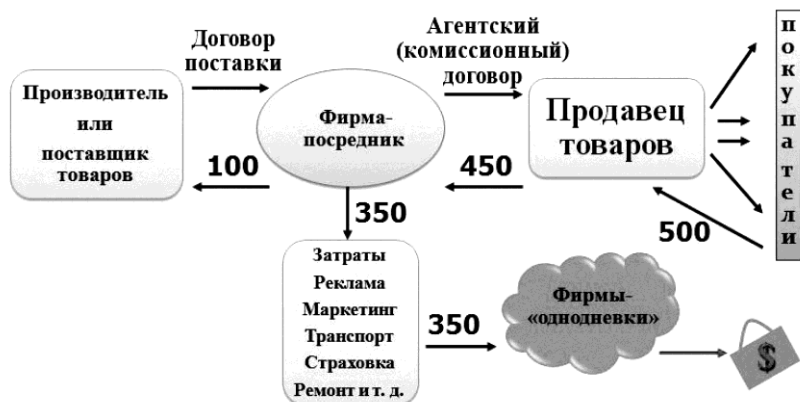 Договор
поставки
Агентский
(комиссионный)
договор
Производитель
или
поставщик
товаров
Фирма-
посредник
Продавец
товаров
покупатели
100
450
500
350
Затраты
Реклама
Маркетинг
Транспорт
Страховка
Ремонт и т. д.
350
Фирмы-
«однодневки»
$